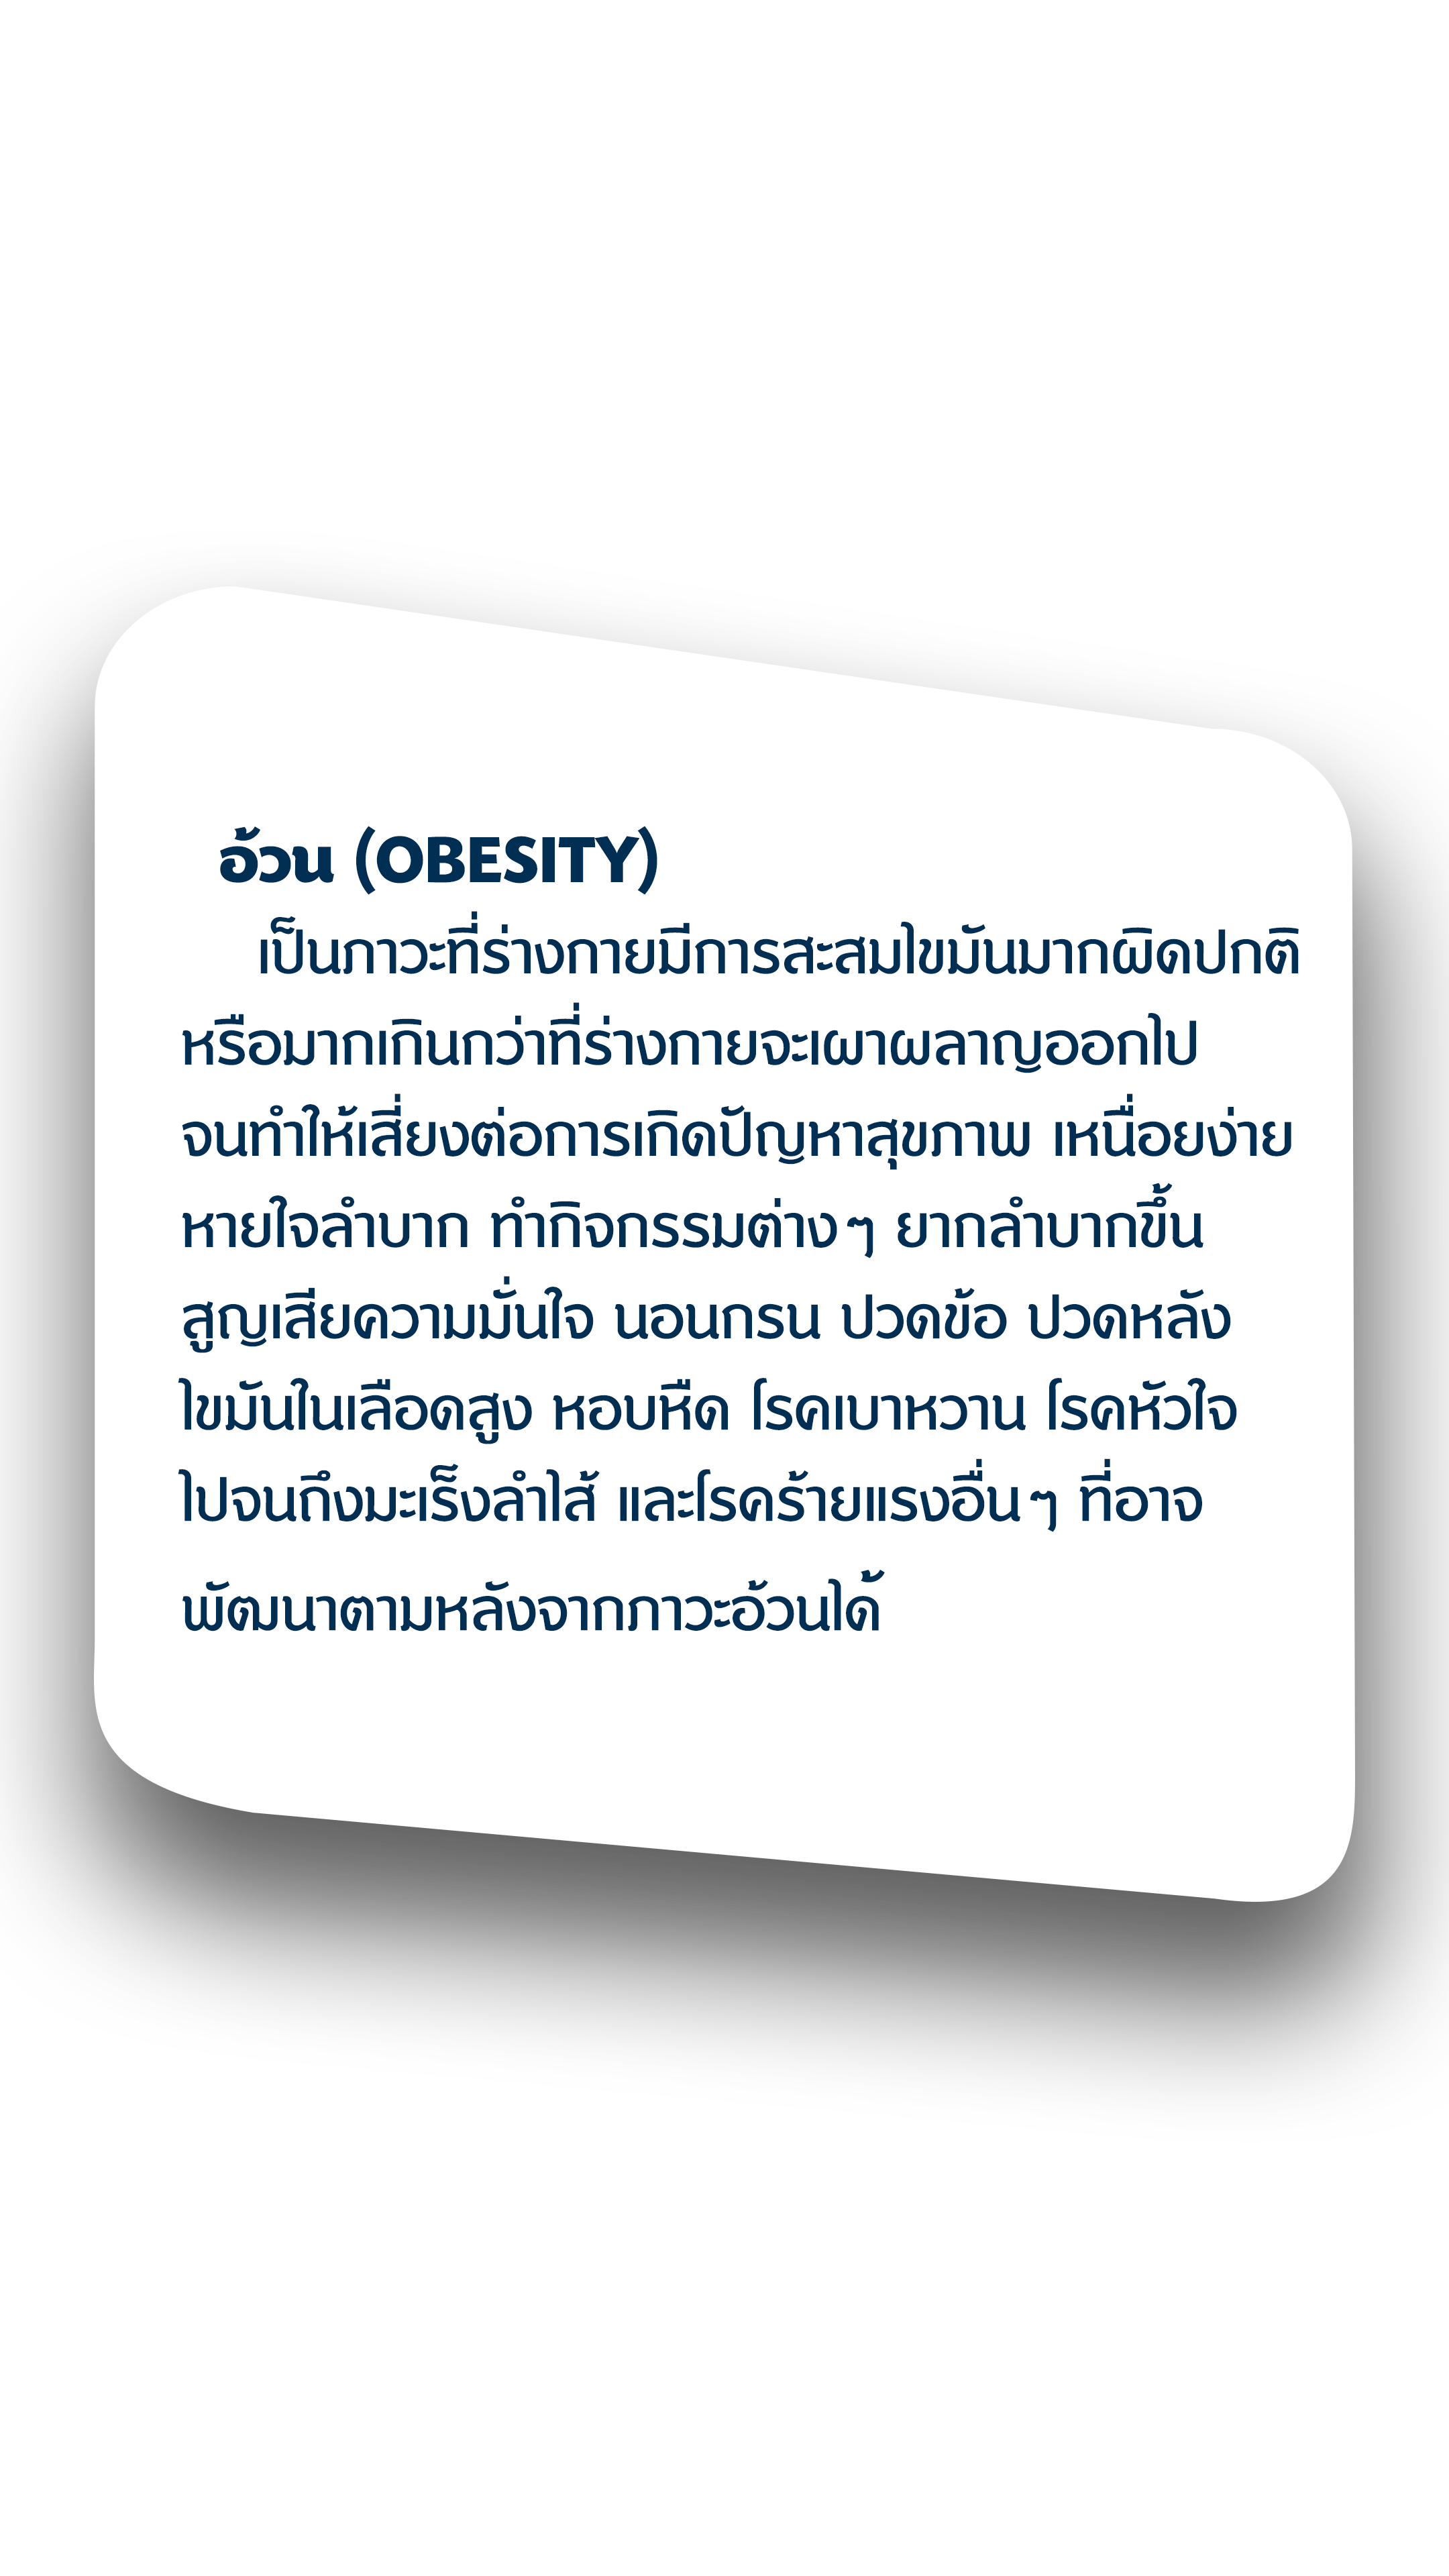 อ้วน (OBESITY)
เป็นภาวะที่ร่างกายมีการสะสมไขมันมากผิดปกติ
หรือมากเกินกว่าที่ร่างกายจะเผาผลาญออกไป
จนทำให้เสี่ยงต่อการเกิดปัญหาสุขภาพ เหนื่อยง่าย
หายใจลำบาก ทำกิจกรรมต่างๆ ยากลำบากขึ้น
สูญเสียความมั่นใจ นอนกรน ปวดข้อ ปวดหลัง
ไขมันในเลือดสูง หอบหืด โรคเบาหวาน โรคหัวใจ
ไปจนถึงมะเร็งลำไส้ และโรคร้ายแรงอื่นๆ ที่อาจ
พัฒนาตามหลังจากภาวะอ้วนได้